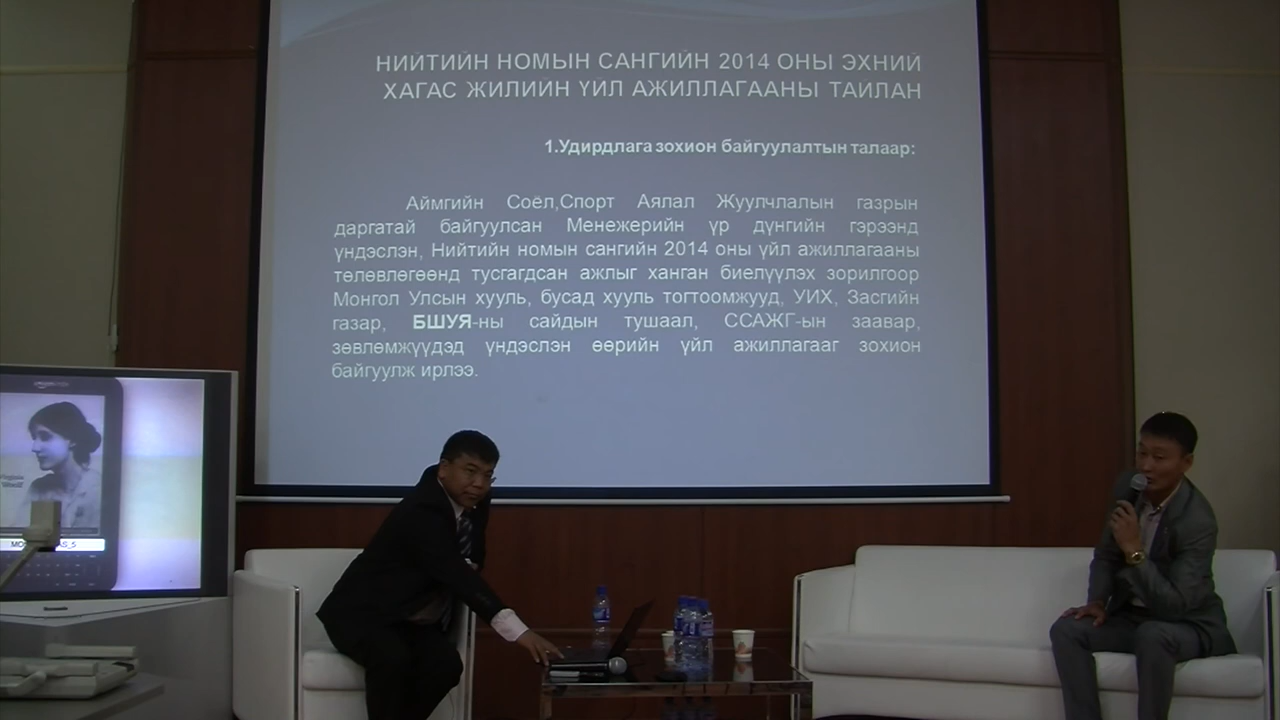 НИЙТИЙН НОМЫН САНГИЙН 2014 ОНЫ ЭХНИЙ
ХАГАС ЖИЛИЙН ҮЙЛ АЖИЛЛАГААНЫ ТАЙЛАН
1.Удирдлага зохион байгуулалтын талаар:
Аймгийн Соёл,Спорт Аялал Жуулчлалын газрын
даргатай байгуулсан Менежерийн үр дүнгийн гэрээнд
үндэслэн, Нийтийн номын сангийн 2014 оны үйл ажиллагааны
төлөвлөгөөнд тусгагдсан ажлыг ханган биелүүлэх зорилгоор
Монгол Улсын хууль, бусад хууль тогтоомжууд, УИХ, Засгийн
газар, БШУЯ-ны сайдын тушаал, ССАЖГ-ын заавар,
зөвлөмжүүдэд үндэслэн өөрийн үйл ажиллагааг зохион
байгуулж ирлээ.
Woolf